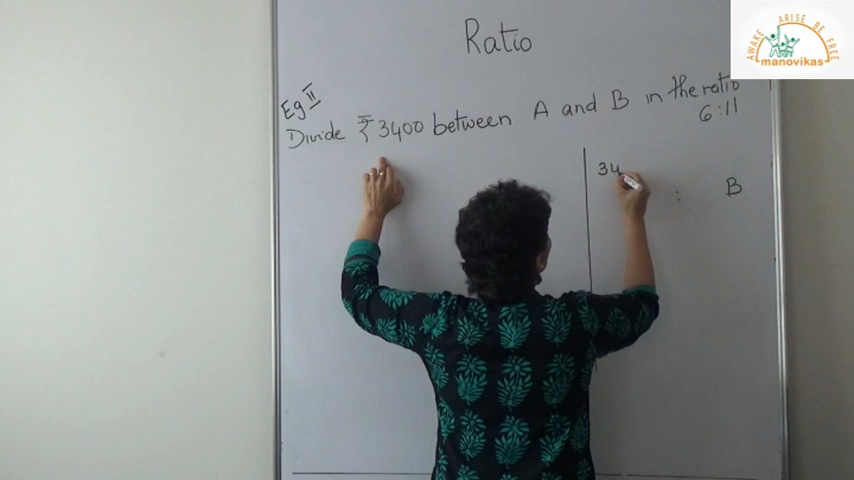 Ratio
Eg II
Divide ₹ 3400 between A and B in the ratio
6:11
34
: B
AWAKE ARISE BE FREE
manovikas